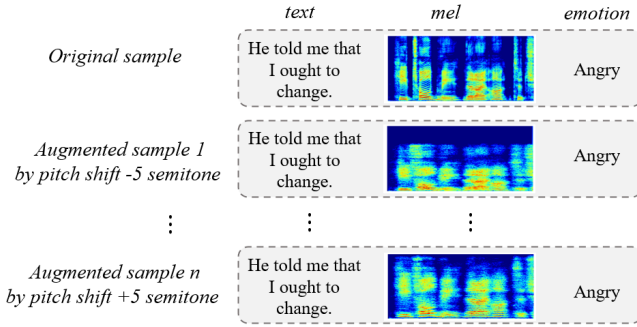 text mel emotion
Original sample
He told me that
I ought to
change.
Angry
Augmented sample 1
by pitch shift -5 semitone
He told me that
I ought to
change.
Angry
Augmented sample n
by pitch shift +5 semitone
He told me that
I ought to
change.
Angry